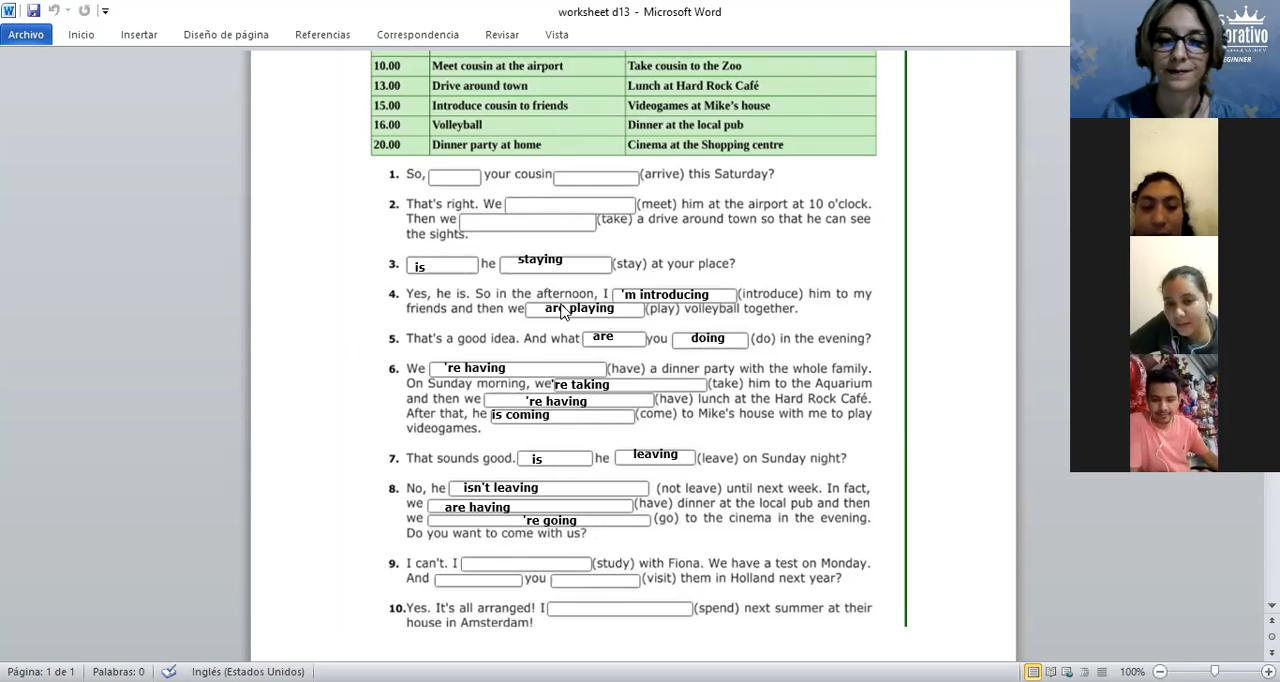 worksheet d13 - Microsoft Word
Archivo Inicio Insertar Diseño de página Referencias Correspondencia Revisar Vista
10.00 Meet cousin at the airport Take cousin to the Zoo
13.00 Drive around town Lunch at Hard Rock Café
15.00 Introduce cousin to friends Videogames at Mike's house
16.00 Volleyball Dinner at the local pub
20.00 Dinner party at home Cinema at the Shopping centre
1. So, your cousin (arrive) this Saturday?
2. That's right. We (meet) him at the airport at 10 o'clock.
Then we (take) a drive around town so that he can see
the sights.
3. is he staying (stay) at your place?
4. Yes, he is. So in the afternoon, I 'm introducing (introduce) him to my
friends and then we are playing (play) volleyball together.
5. That's a good idea. And what are you doing (do) in the evening?
6. We 're having (have) a dinner party with the whole family.
On Sunday morning, we 're taking (take) him to the Aquarium
and then we 're having (have) lunch at the Hard Rock Café.
After that, he is coming (come) to Mike's house with me to play
videogames.
7. That sounds good. is he leaving (leave) on Sunday night?
8. No, he isn't leaving (not leave) until next week. In fact,
we are having (have) dinner at the local pub and then
we 're going (go) to the cinema in the evening.
Do you want to come with us?
9. I can't. I (study) with Fiona. We have a test on Monday.
And you (visit) them in Holland next year?
10. Yes. It's all arranged! I (spend) next summer at their
house in Amsterdam!
Página: 1 de 1 Palabras: 0 Inglés (Estados Unidos) 100%